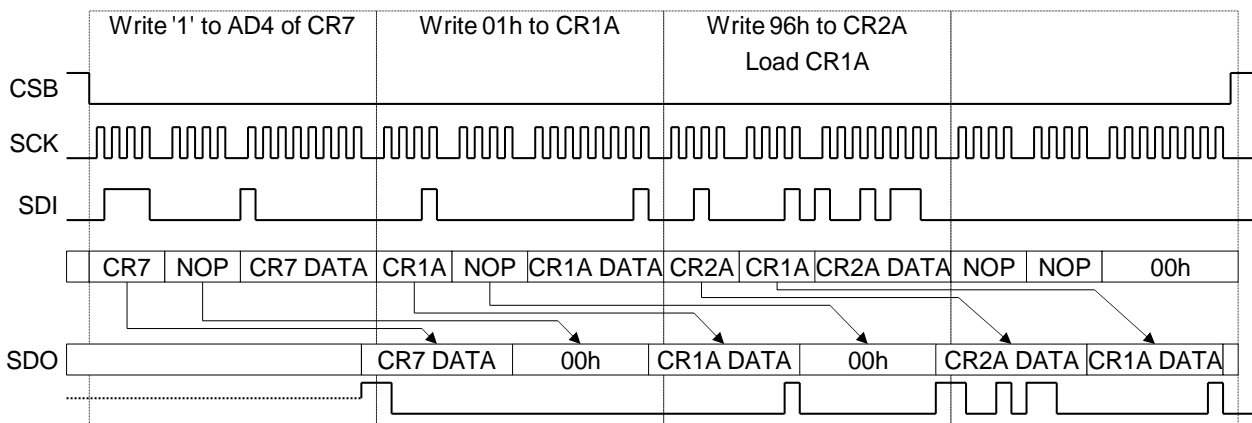 Write '1' to AD4 of CR7 Write 01h to CR1A Write 96h to CR2A
Load CR1A
CSB
SCK
SDI
CR7 NOP CR7 DATA CR1A NOP CR1A DATA CR2A CR1A CR2A DATA NOP NOP 00h
SDO CR7 DATA 00h CR1A DATA 00h CR2A DATA CR1A DATA